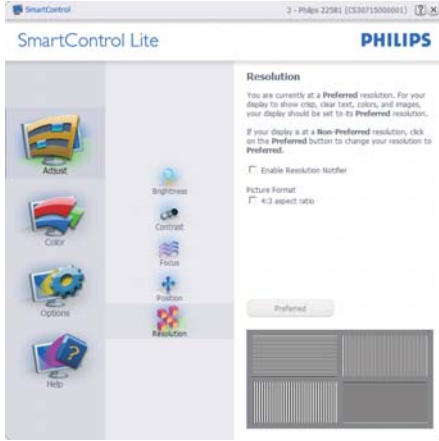 SmartControl
2 - Philips 225B1 (CS30715000001)
SmartControl Lite
PHILIPS
Adjust
Color
Options
Help
Brightness
Contrast
Focus
Position
Resolution
Resolution
You are currently at a Preferred resolution. For your
display to show crisp, clear text, colors, and images,
your display should be set to its Preferred resolution.
If your display is at a Non-Preferred resolution, click
on the Preferred button to change your resolution to
Preferred.
Enable Resolution Notifier
Picture Format
4:3 aspect ratio
Preferred